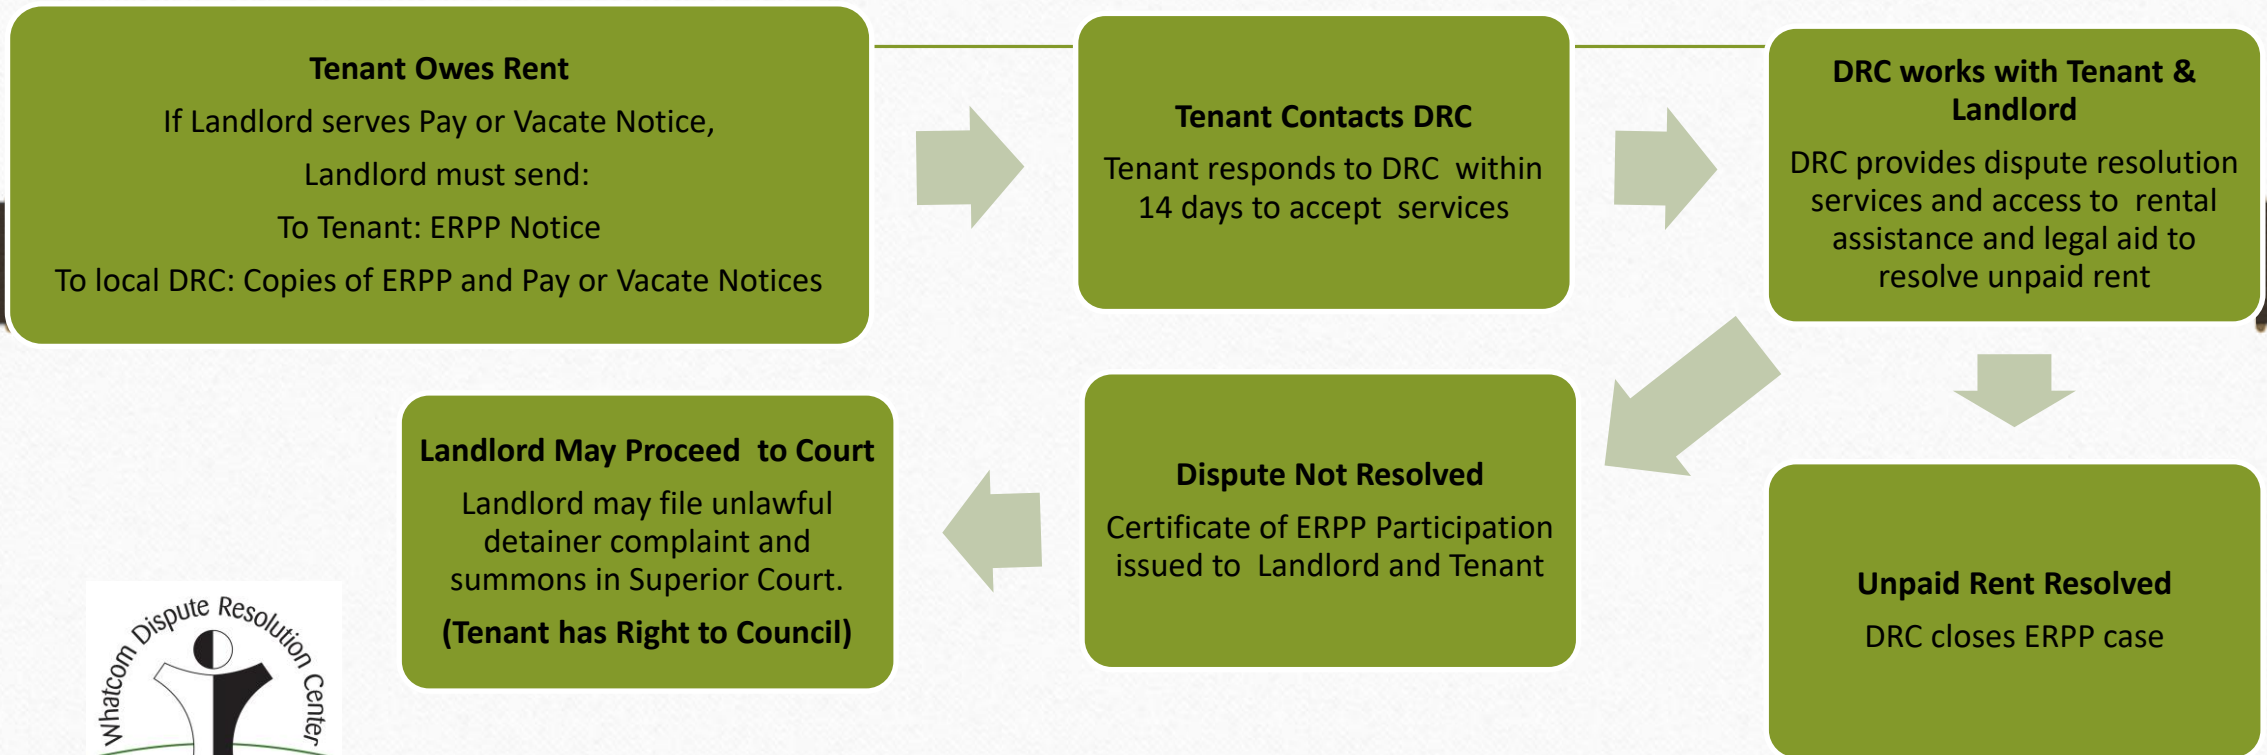 Tenant Owes Rent
If Landlord serves Pay or Vacate Notice,
Landlord must send:
To Tenant: ERPP Notice
To local DRC: Copies of ERPP and Pay or Vacate Notices
Tenant Contacts DRC
Tenant responds to DRC within
14 days to accept services
DRC works with Tenant &
Landlord
DRC provides dispute resolution
services and access to rental
assistance and legal aid to
resolve unpaid rent
Landlord May Proceed to Court
Landlord may file unlawful
detainer complaint and
summons in Superior Court.
(Tenant has Right to Council)
Dispute Not Resolved
Certificate of ERPP Participation
issued to Landlord and Tenant
Unpaid Rent Resolved
DRC closes ERPP case
Whatcom Dispute Resolution Center